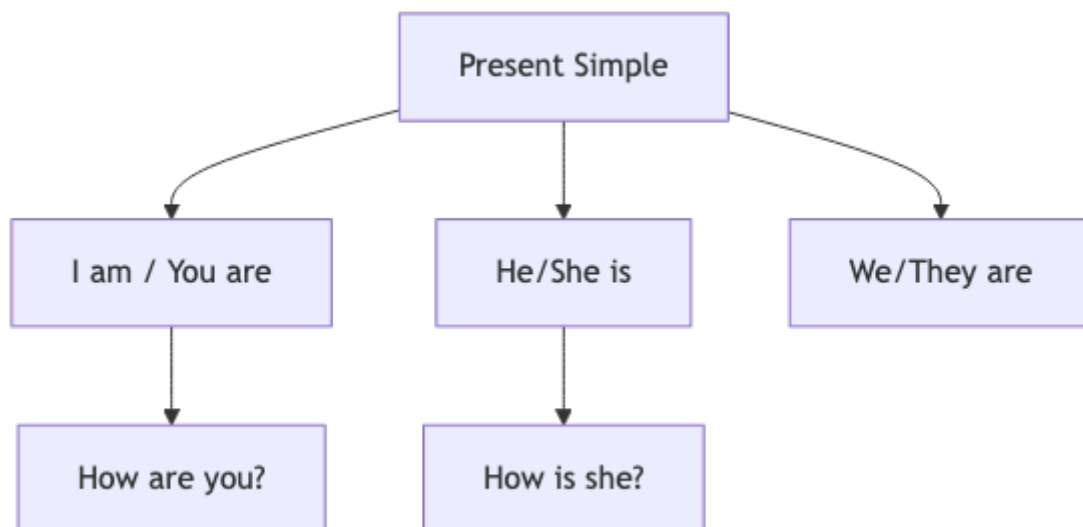 Present Simple
I am / You are
He/She is
We/They are
How are you?
How is she?